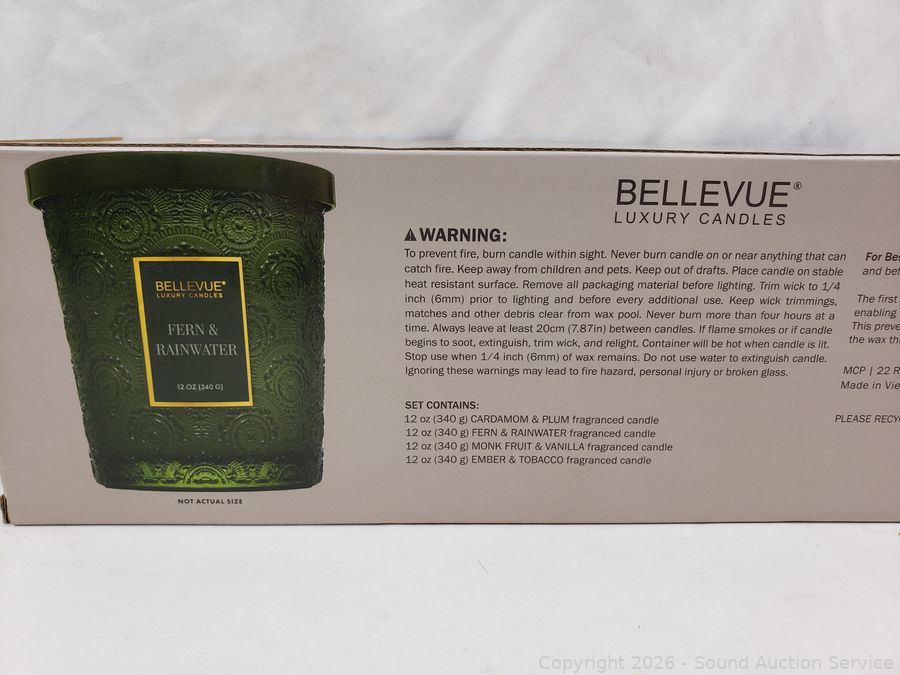 BELLEVUE®
LUXURY CANDLES
FERN &
RAINWATER
12 OZ (340 G)
NOT ACTUAL SIZE
BELLEVUE®
LUXURY CANDLES
WARNING:
To prevent fire, burn candle within sight. Never burn candle on or near anything that can
catch fire. Keep away from children and pets. Keep out of drafts. Place candle on stable
heat resistant surface. Remove all packaging material before lighting. Trim wick to 1/4
inch (6mm) prior to lighting and before every additional use. Keep wick trimmings,
matches and other debris clear from wax pool. Never burn more than four hours at a
time. Always leave at least 20cm (7.87in) between candles. If flame smokes or if candle
begins to soot, extinguish, trim wick, and relight. Container will be hot when candle is lit.
Stop use when 1/4 inch (6mm) of wax remains. Do not use water to extinguish candle.
Ignoring these warnings may lead to fire hazard, personal injury or broken glass.
SET CONTAINS:
12 oz (340 g) CARDAMOM & PLUM fragranced candle
12 oz (340 g) FERN & RAINWATER fragranced candle
12 oz (340 g) MONK FRUIT & VANILLA fragranced candle
12 oz (340 g) EMBER & TOBACCO fragranced candle
For Bes
and bef
The first
enabling
This preve
the wax th
MCP | 22 R
Made in Vie
PLEASE RECY
Copyright 2026 - Sound Auction Service